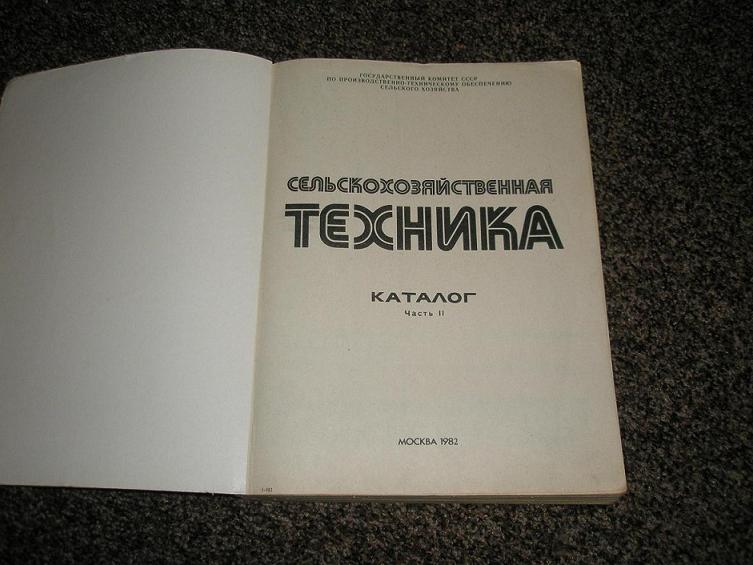 ГОСУДАРСТВЕННЫЙ КОМИТЕТ СССР
ПО ПРОИЗВОДСТВЕННО-ТЕХНИЧЕСКОМУ ОБЕСПЕЧЕНИЮ
СЕЛЬСКОГО ХОЗЯЙСТВА
СЕЛЬСКОХОЗЯЙСТВЕННАЯ
ТЕХНИКА
КАТАЛОГ
Часть II
МОСКВА 1982